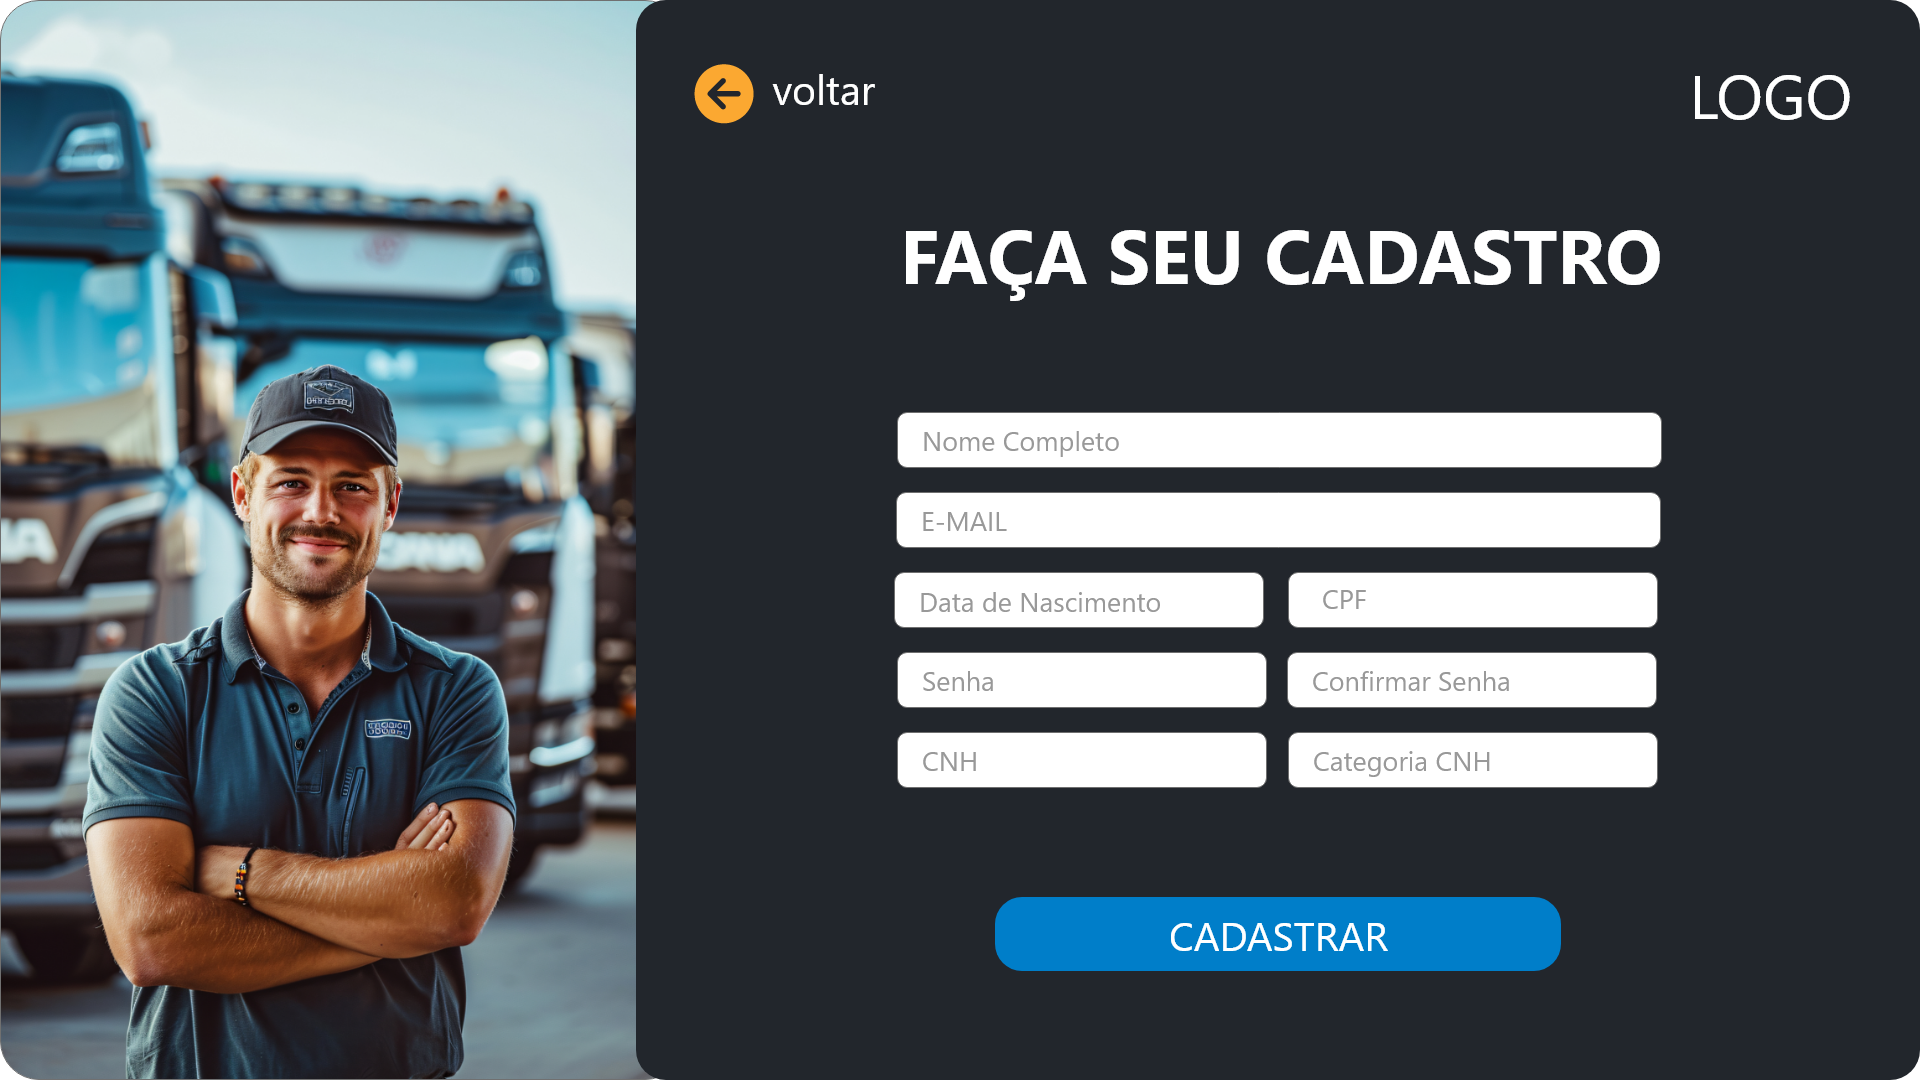 voltar
LOGO
FAÇA SEU CADASTRO
Nome Completo
E-MAIL
Data de Nascimento
CPF
Senha
Confirmar Senha
CNH
Categoria CNH
CADASTRAR